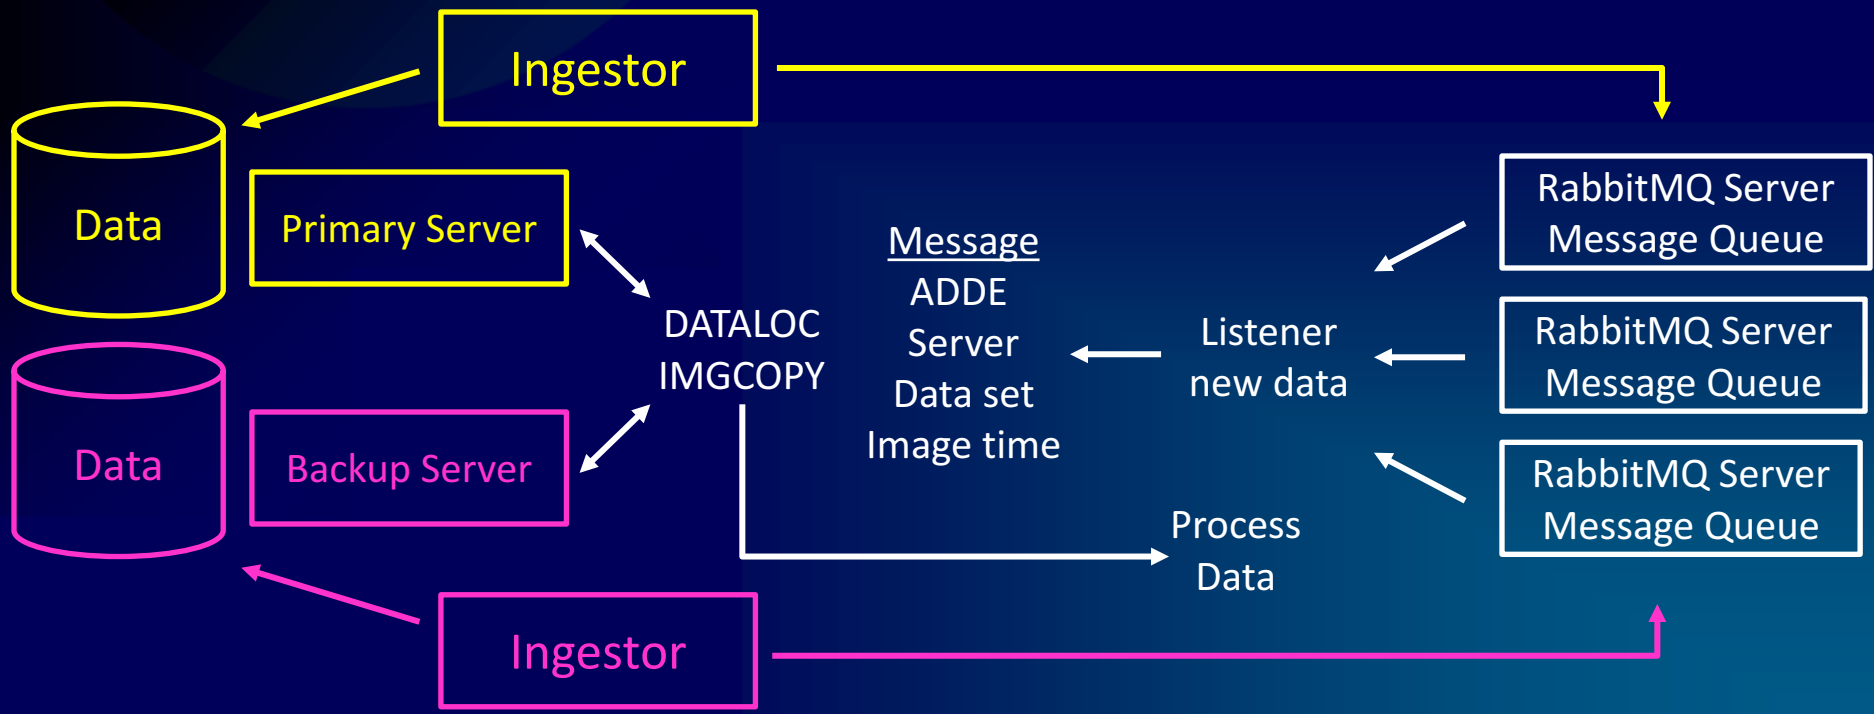 Ingestor
Data
Primary Server
RabbitMQ Server
Message Queue
Message
ADDE
Server
Data set
Image time
DATALOC
IMGCOPY
Listener
new data
RabbitMQ Server
Message Queue
Data
Backup Server
RabbitMQ Server
Message Queue
Process
Data
Ingestor